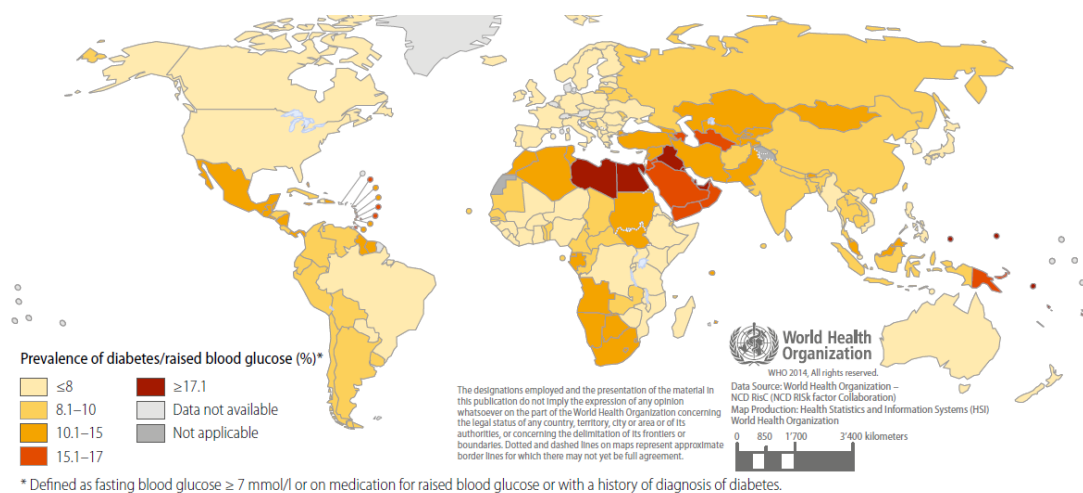 Prevalence of diabetes/raised blood glucose (%)*
≤8
8.1–10
10.1–15
15.1–17
≥17.1
Data not available
Not applicable
The designations employed and the presentation of the material in
this publication do not imply the expression of any opinion
whatsoever on the part of the World Health Organization concerning
the legal status of any country, territory, city or area or of its
authorities, or concerning the delimitation of its frontiers or
boundaries. Dotted and dashed lines on maps represent approximate
border lines for which there may not yet be full agreement.
World Health
Organization
WHO 2014, All rights reserved.
Data Source: World Health Organization –
NCD RisC (NCD RISk factor Collaboration)
Map Production: Health Statistics and Information Systems (HSI)
World Health Organization
0 850 1'700 3'400 kilometers
* Defined as fasting blood glucose ≥ 7 mmol/l or on medication for raised blood glucose or with a history of diagnosis of diabetes.